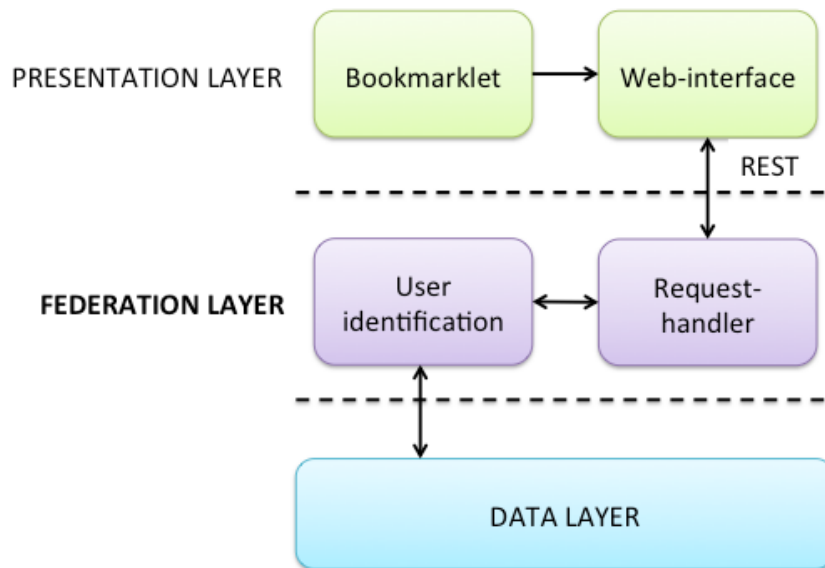 PRESENTATION LAYER
Bookmarklet
Web-interface
REST
FEDERATION LAYER
User
identification
Request-
handler
DATA LAYER